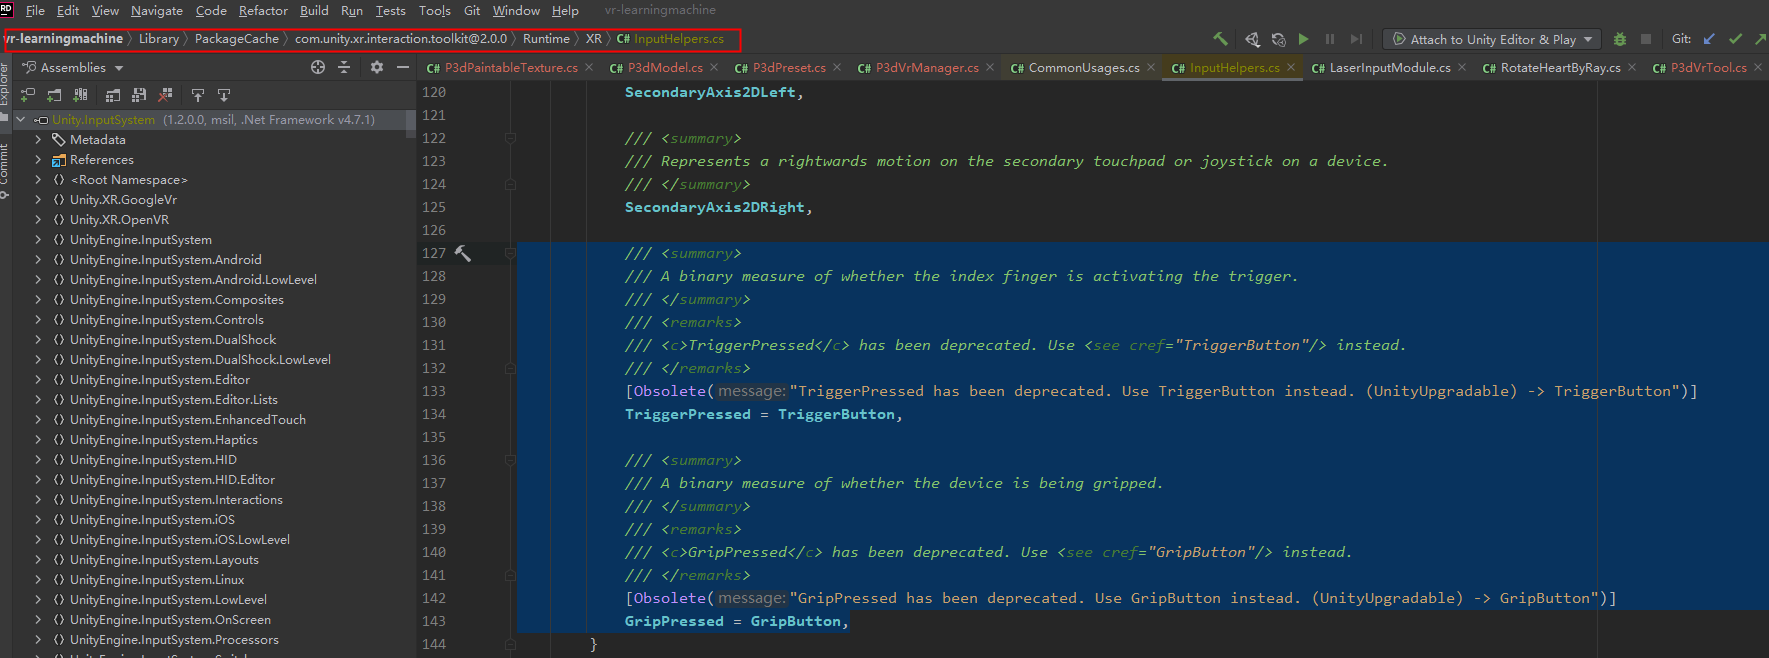 RD File Edit View Navigate Code Refactor Build Run Tests Tools Git Window Help vr-learningmachine
vr-learningmachine Library PackageCache com.unity.xr.interaction.toolkit@2.0.0 Runtime XR C# InputHelpers.cs
Attach to Unity Editor & Play Git:
Explorer
Commit
Assemblies
C# P3dPaintableTexture.cs C# P3dModel.cs C# P3dPreset.cs C# P3dVrManager.cs C# CommonUsages.cs C# InputHelpers.cs C# LaserInputModule.cs C# RotateHeartByRay.cs C# P3dVrTool.cs
Unity.InputSystem (1.2.0.0, msil, .Net Framework v4.7.1)
Metadata
References
<Root Namespace>
Unity.XR.GoogleVr
Unity.XR.OpenVR
UnityEngine.InputSystem
UnityEngine.InputSystem.Android
UnityEngine.InputSystem.Android.LowLevel
UnityEngine.InputSystem.Composites
UnityEngine.InputSystem.Controls
UnityEngine.InputSystem.DualShock
UnityEngine.InputSystem.DualShock.LowLevel
UnityEngine.InputSystem.Editor
UnityEngine.InputSystem.Editor.Lists
UnityEngine.InputSystem.EnhancedTouch
UnityEngine.InputSystem.Haptics
UnityEngine.InputSystem.HID
UnityEngine.InputSystem.HID.Editor
UnityEngine.InputSystem.Interactions
UnityEngine.InputSystem.iOS
UnityEngine.InputSystem.iOS.LowLevel
UnityEngine.InputSystem.Layouts
UnityEngine.InputSystem.Linux
UnityEngine.InputSystem.LowLevel
UnityEngine.InputSystem.OnScreen
UnityEngine.InputSystem.Processors
120 SecondaryAxis2DLeft,
121
122 /// <summary>
123 /// Represents a rightwards motion on the secondary touchpad or joystick on a device.
124 /// </summary>
125 SecondaryAxis2DRight,
126
127 /// <summary>
128 /// A binary measure of whether the index finger is activating the trigger.
129 /// </summary>
130 /// <remarks>
131 /// <c>TriggerPressed</c> has been deprecated. Use <see cref="TriggerButton"/> instead.
132 /// </remarks>
133 [Obsolete( message: "TriggerPressed has been deprecated. Use TriggerButton instead. (UnityUpgradable) -> TriggerButton")]
134 TriggerPressed = TriggerButton,
135
136 /// <summary>
137 /// A binary measure of whether the device is being gripped.
138 /// </summary>
139 /// <remarks>
140 /// <c>GripPressed</c> has been deprecated. Use <see cref="GripButton"/> instead.
141 /// </remarks>
142 [Obsolete( message: "GripPressed has been deprecated. Use GripButton instead. (UnityUpgradable) -> GripButton")]
143 GripPressed = GripButton,
144 }